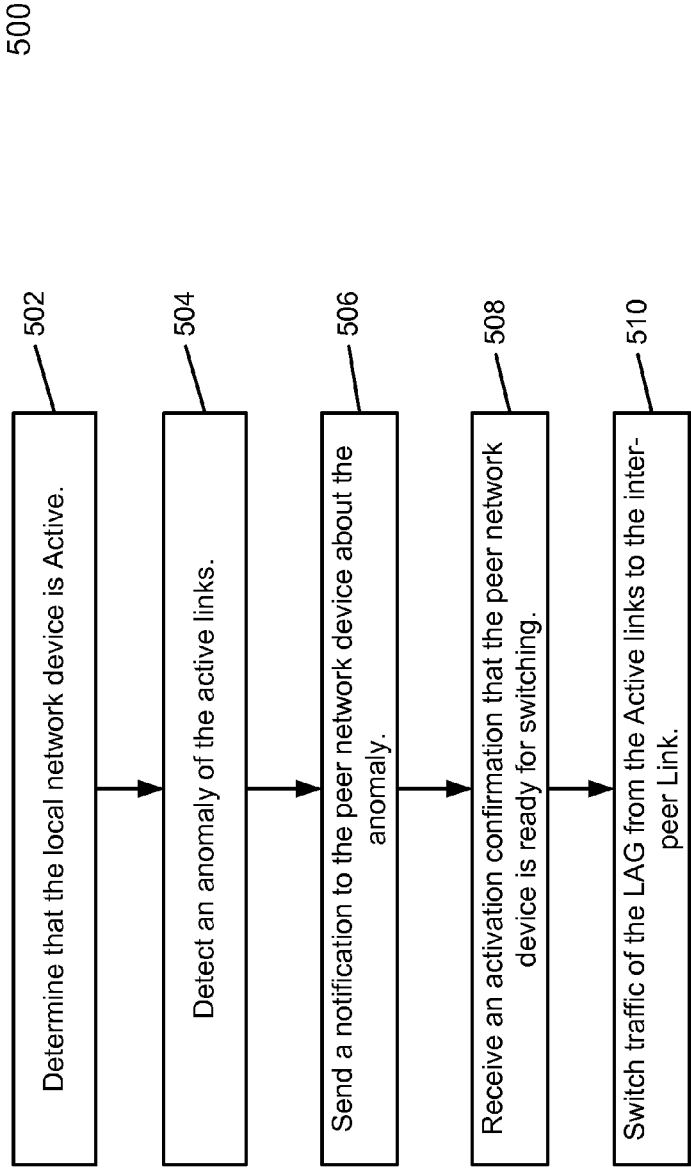 500
502
Determine that the local network device is Active.
504
Detect an anomaly of the active links.
506
Send a notification to the peer network device about the
anomaly.
508
Receive an activation confirmation that the peer network
device is ready for switching.
510
Switch traffic of the LAG from the Active links to the inter-
peer Link.